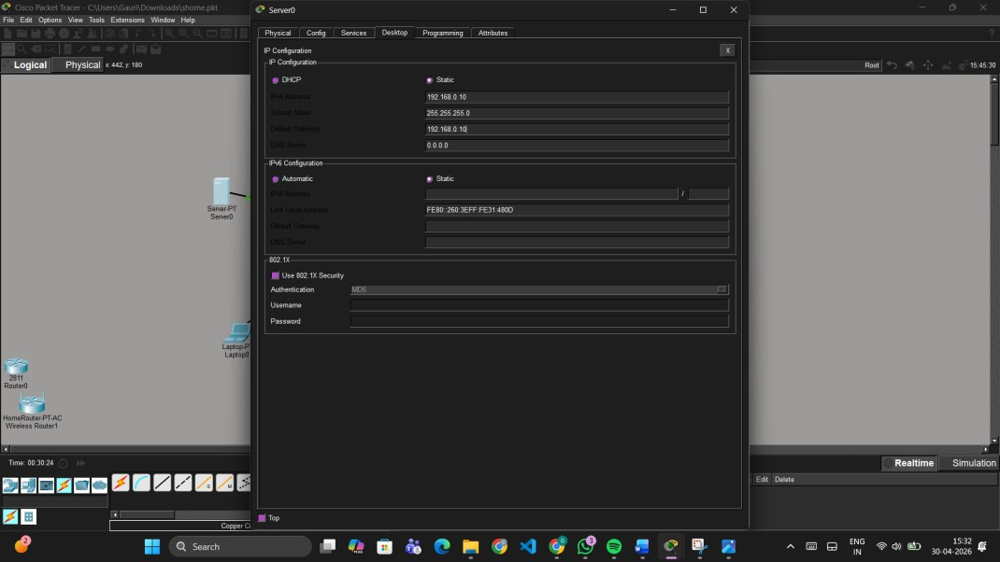 Cisco Packet Tracer - C:\Users\Gauri\Downloads\shome.pkt
File Edit Options View Tools Extensions Window Help
Logical Physical x: 442, y: 180
Root 15:45:30
Server0
Physical Config Services Desktop Programming Attributes
IP Configuration X
IP Configuration
DHCP Static
IPv4 Address 192.168.0.10
Subnet Mask 255.255.255.0
Default Gateway 192.168.0.10
DNS Server 0.0.0.0
IPv6 Configuration
Automatic Static
IPv6 Address /
Link Local Address FE80::260:3EFF:FE31:480D
Default Gateway
DNS Server
802.1X
Use 802.1X Security
Authentication MD5
Username
Password
Top
Server-PT
Server0
Laptop-P
Laptop0
2811
Router0
HomeRouter-PT-AC
Wireless Router1
Time: 00:30:24
Realtime Simulation
Edit Delete
Copper C
2
Search
6
3
ENG
IN
15:32
30-04-2026